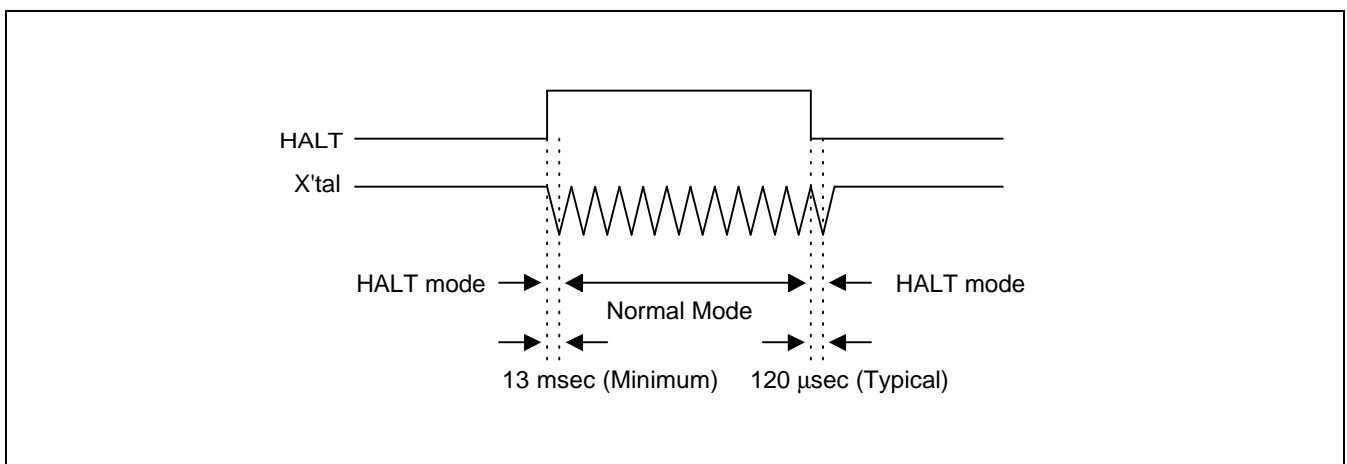 HALT
X'tal
HALT mode
HALT mode
Normal Mode
13 msec (Minimum) 120 μsec (Typical)